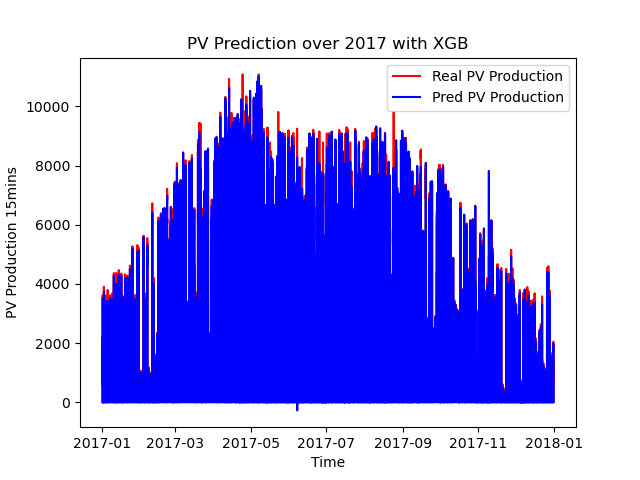 PV Prediction over 2017 with XGB
Real PV Production
Pred PV Production
PV Production 15mins
10000
8000
6000
4000
2000
0
2017-01 2017-03 2017-05 2017-07 2017-09 2017-11 2018-01
Time